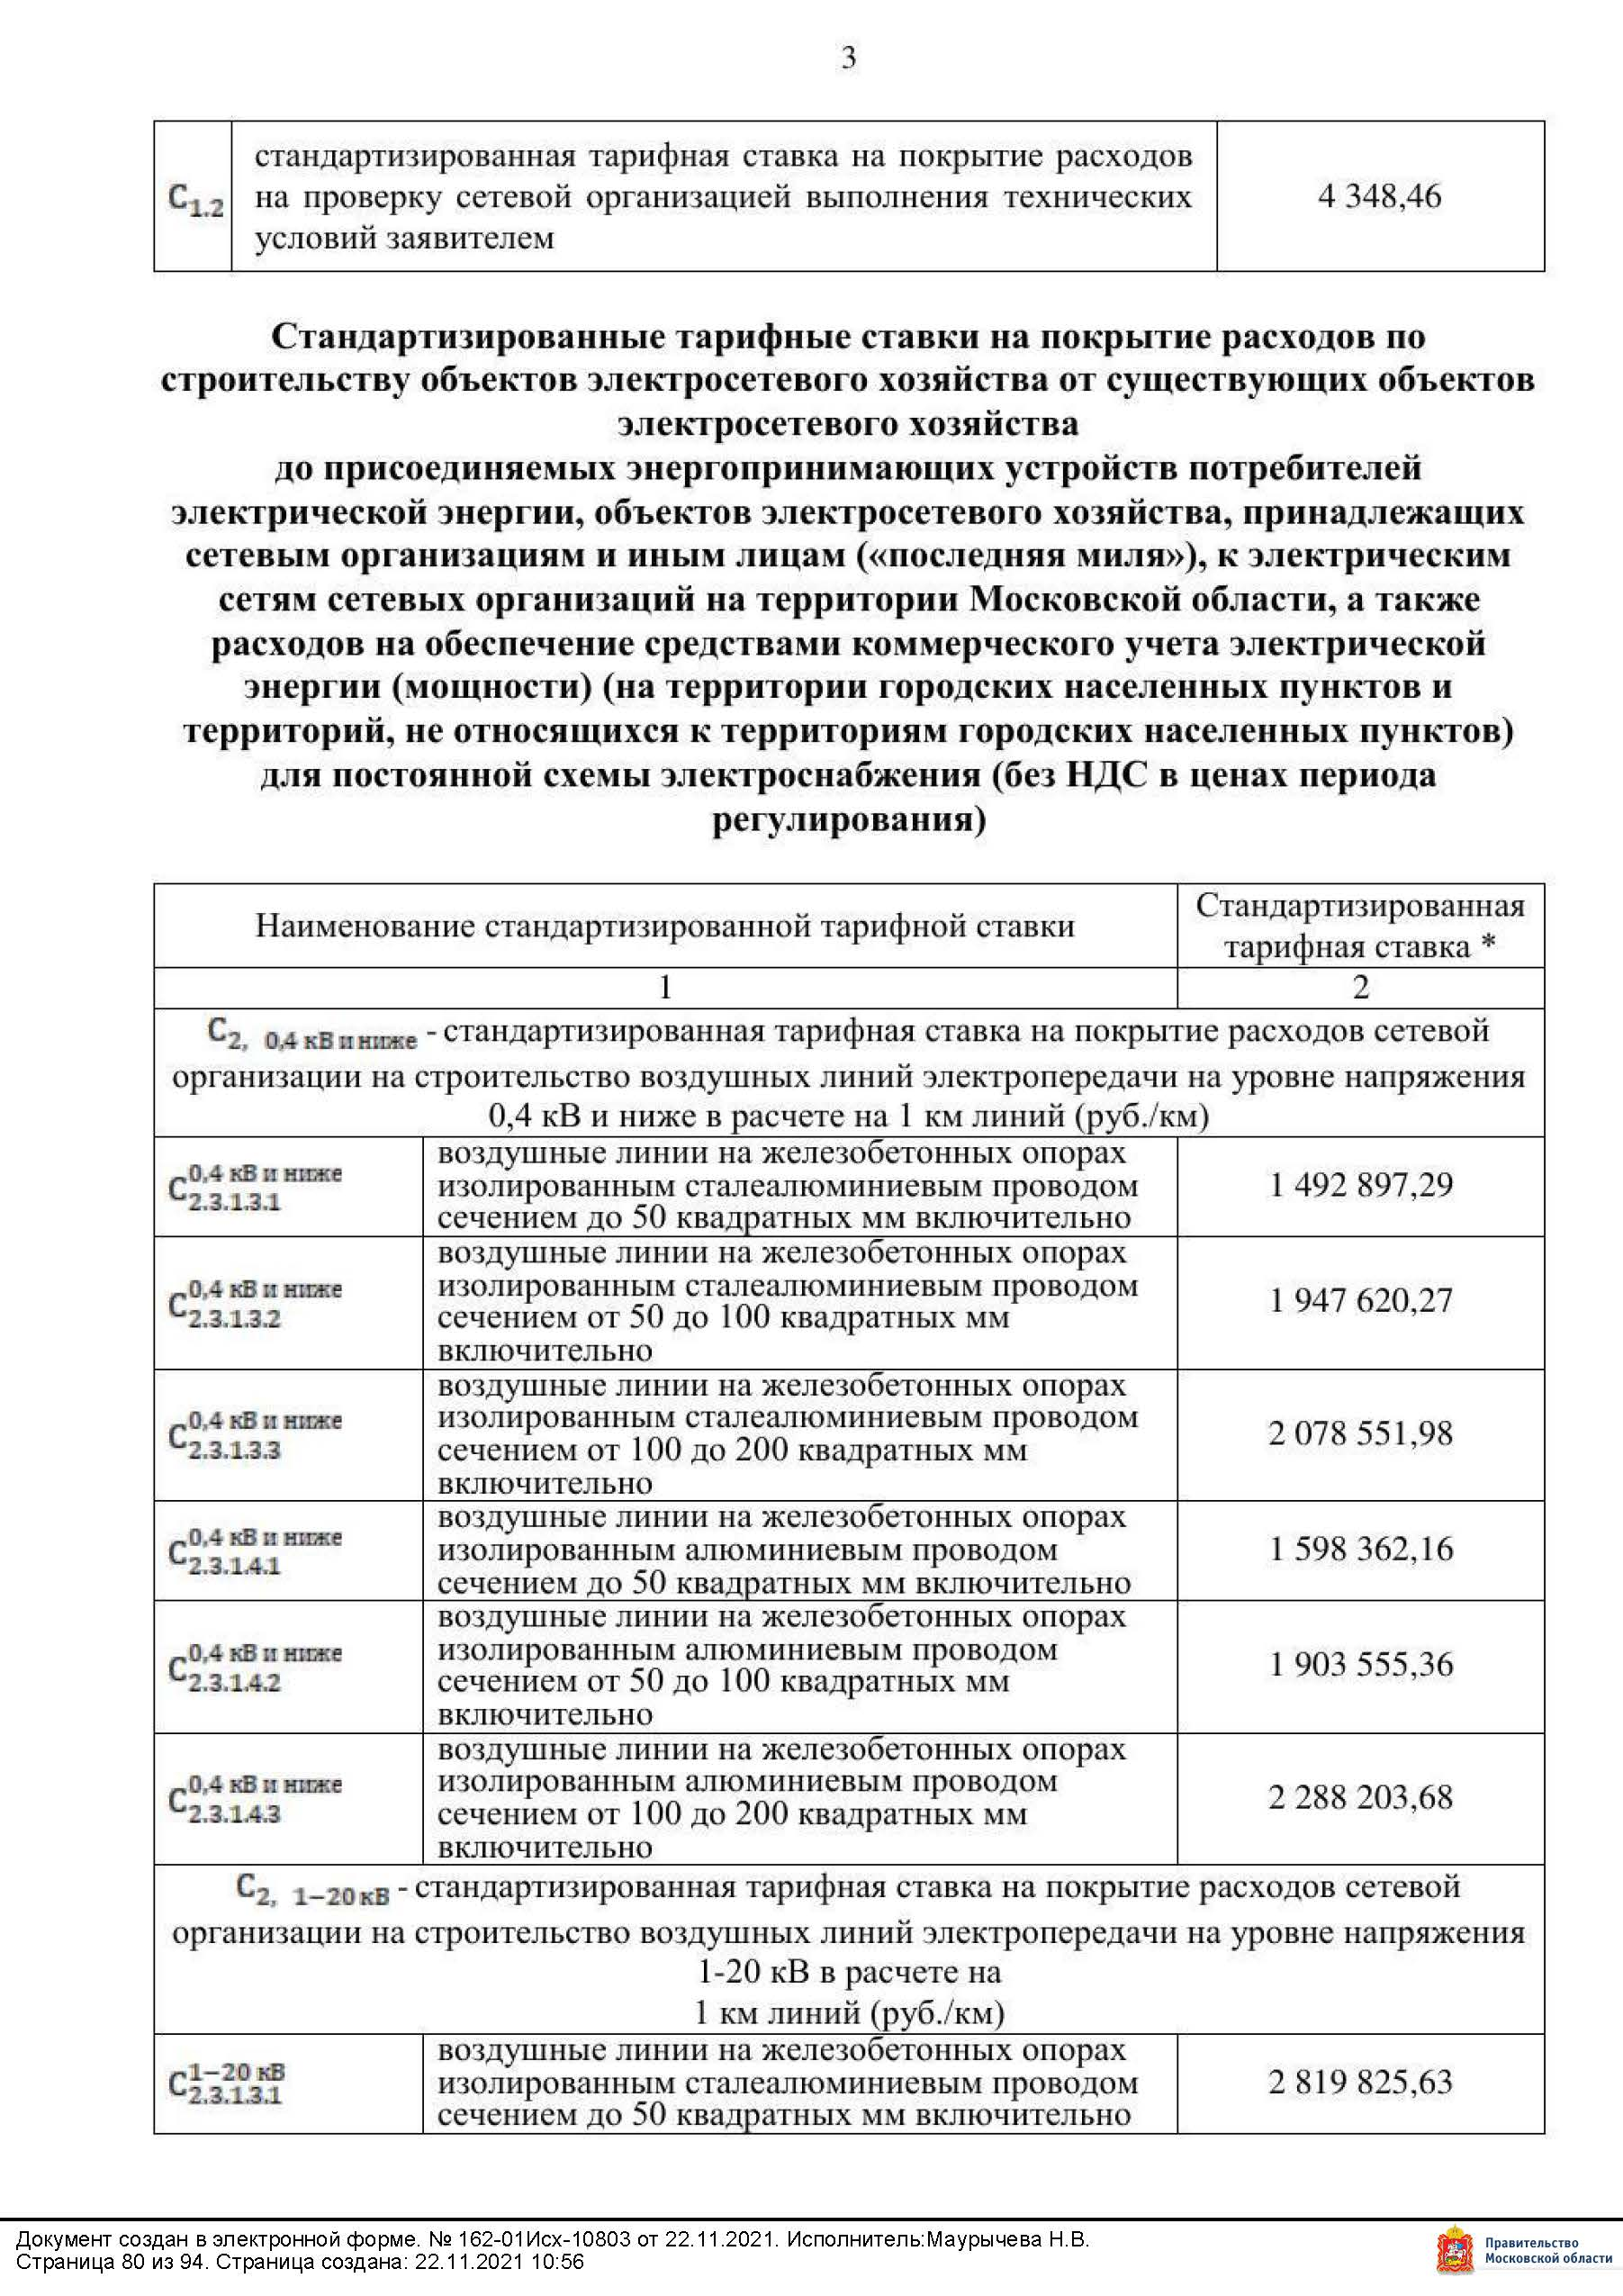 3
C1.2
стандартизированная тарифная ставка на покрытие расходов
на проверку сетевой организацией выполнения технических
условий заявителем
4 348,46
Стандартизированные тарифные ставки на покрытие расходов по
строительству объектов электросетевого хозяйства от существующих объектов
электросетевого хозяйства
до присоединяемых энергопринимающих устройств потребителей
электрической энергии, объектов электросетевого хозяйства, принадлежащих
сетевым организациям и иным лицам («последняя миля»), к электрическим
сетям сетевых организаций на территории Московской области, а также
расходов на обеспечение средствами коммерческого учета электрической
энергии (мощности) (на территории городских населенных пунктов и
территорий, не относящихся к территориям городских населенных пунктов)
для постоянной схемы электроснабжения (без НДС в ценах периода
регулирования)
Наименование стандартизированной тарифной ставки
Стандартизированная
тарифная ставка *
1
2
C2, 0,4 кВ и ниже - стандартизированная тарифная ставка на покрытие расходов сетевой
организации на строительство воздушных линий электропередачи на уровне напряжения
0,4 кВ и ниже в расчете на 1 км линий (руб./км)
C 0,4 кВ и ниже 2.3.1.3.1
воздушные линии на железобетонных опорах
изолированным сталеалюминиевым проводом
сечением до 50 квадратных мм включительно
1 492 897,29
C 0,4 кВ и ниже 2.3.1.3.2
воздушные линии на железобетонных опорах
изолированным сталеалюминиевым проводом
сечением от 50 до 100 квадратных мм
включительно
1 947 620,27
C 0,4 кВ и ниже 2.3.1.3.3
воздушные линии на железобетонных опорах
изолированным сталеалюминиевым проводом
сечением от 100 до 200 квадратных мм
включительно
2 078 551,98
C 0,4 кВ и ниже 2.3.1.4.1
воздушные линии на железобетонных опорах
изолированным алюминиевым проводом
сечением до 50 квадратных мм включительно
1 598 362,16
C 0,4 кВ и ниже 2.3.1.4.2
воздушные линии на железобетонных опорах
изолированным алюминиевым проводом
сечением от 50 до 100 квадратных мм
включительно
1 903 555,36
C 0,4 кВ и ниже 2.3.1.4.3
воздушные линии на железобетонных опорах
изолированным алюминиевым проводом
сечением от 100 до 200 квадратных мм
включительно
2 288 203,68
C2, 1–20 кВ - стандартизированная тарифная ставка на покрытие расходов сетевой
организации на строительство воздушных линий электропередачи на уровне напряжения
1-20 кВ в расчете на
1 км линий (руб./км)
C 1–20 кВ 2.3.1.3.1
воздушные линии на железобетонных опорах
изолированным сталеалюминиевым проводом
сечением до 50 квадратных мм включительно
2 819 825,63
Документ создан в электронной форме. № 162-01Исх-10803 от 22.11.2021. Исполнитель:Маурычева Н.В.
Страница 80 из 94. Страница создана: 22.11.2021 10:56
Правительство
Московской области